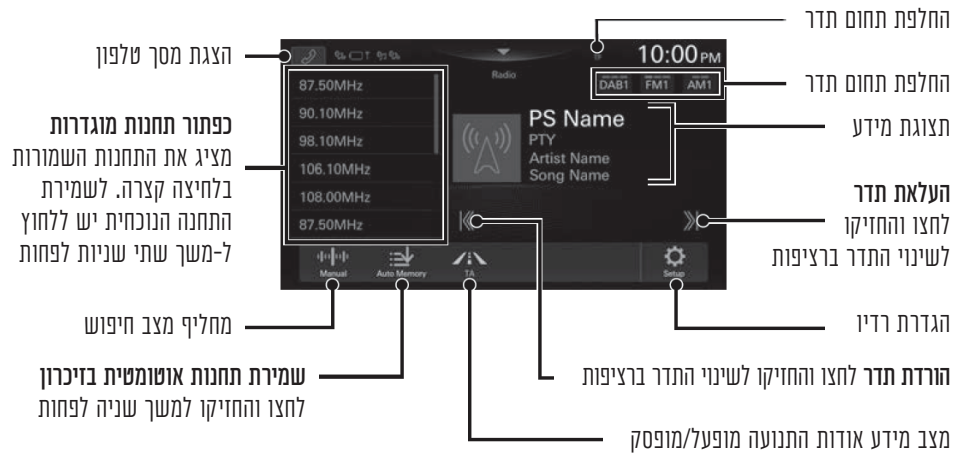 החלפת תחום תדר
הצגת מסך טלפון
10:00 PM
Radio
DAB1 FM1 AM1
החלפת תחום תדר
87.50MHz
90.10MHz
98.10MHz
106.10MHz
108.00MHz
87.50MHz
PS Name
PTY
Artist Name
Song Name
תצוגת מידע
כפתור תחנות מוגדרות
מציג את התחנות השמורות
בלחיצה קצרה. לשמירת
התחנה הנוכחית יש ללחוץ
ל-משך שתי שניות לפחות
העלאת תדר
לחצו והחזיקו
לשינוי התדר ברציפות
Manual
Auto Memory
TA
Setup
מחליף מצב חיפוש
הגדרת רדיו
שמירת תחנות אוטומטית בזיכרון
לחצו והחזיקו למשך שניה לפחות
הורדת תדר לחצו והחזיקו לשינוי התדר ברציפות
מצב מידע אודות התנועה מופעל/מופסק